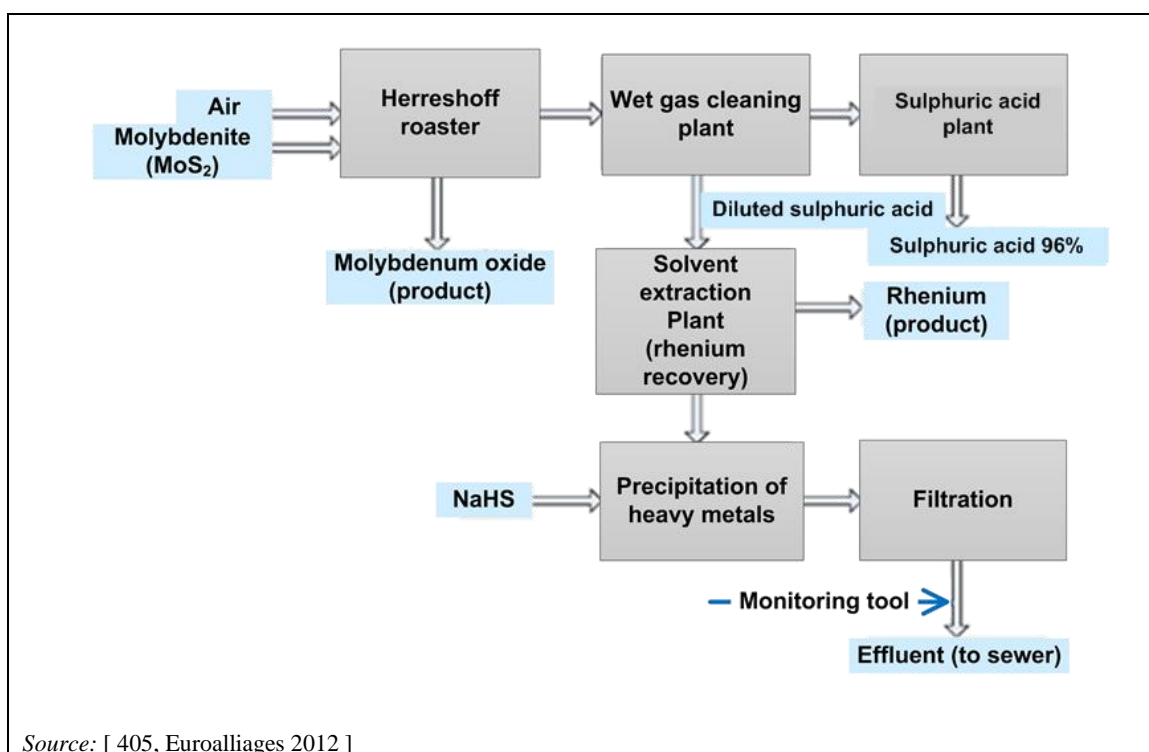 Air
Molybdenite
(MoS₂)
Herreshoff
roaster
Wet gas cleaning
plant
Sulphuric acid
plant
Diluted sulphuric acid
Sulphuric acid 96%
Molybdenum oxide
(product)
Solvent
extraction
Plant
(rhenium
recovery)
Rhenium
(product)
NaHS
Precipitation of
heavy metals
Filtration
Monitoring tool
Effluent (to sewer)
Source: [ 405, Euroalliages 2012 ]